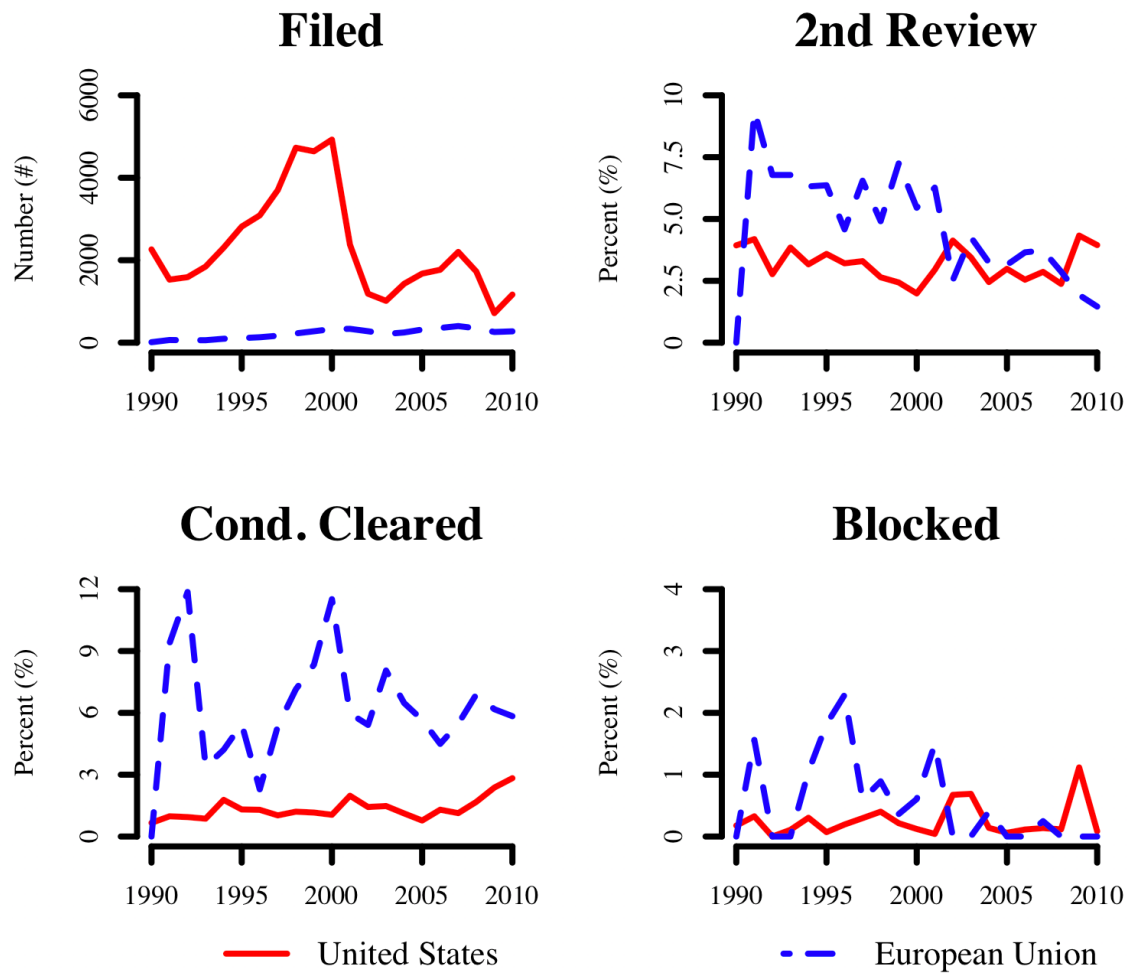 Filed
Number (#)
6000
4000
2000
0
1990 1995 2000 2005 2010
2nd Review
Percent (%)
10
7.5
5.0
2.5
0
1990 1995 2000 2005 2010
Cond. Cleared
Percent (%)
12
9
6
3
0
1990 1995 2000 2005 2010
Blocked
Percent (%)
4
3
2
1
0
1990 1995 2000 2005 2010
United States
European Union